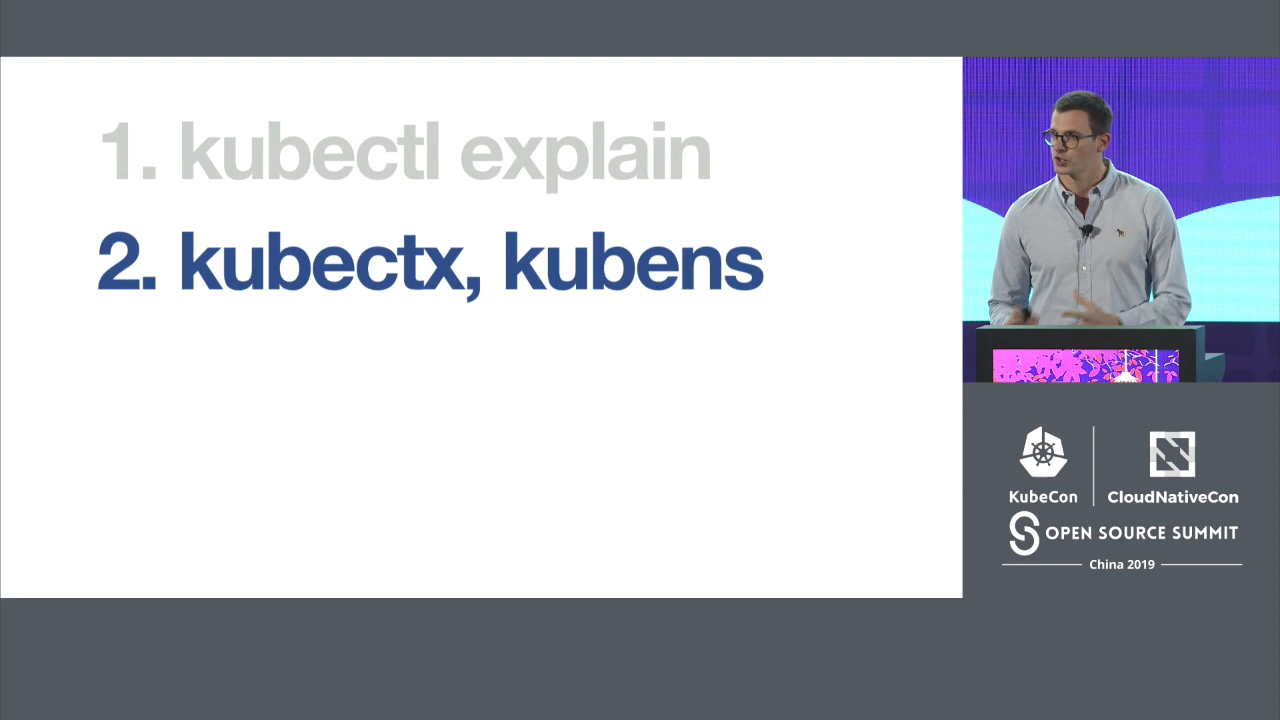 1. kubectl explain
2. kubectx, kubens
KubeCon
CloudNativeCon
OPEN SOURCE SUMMIT
China 2019